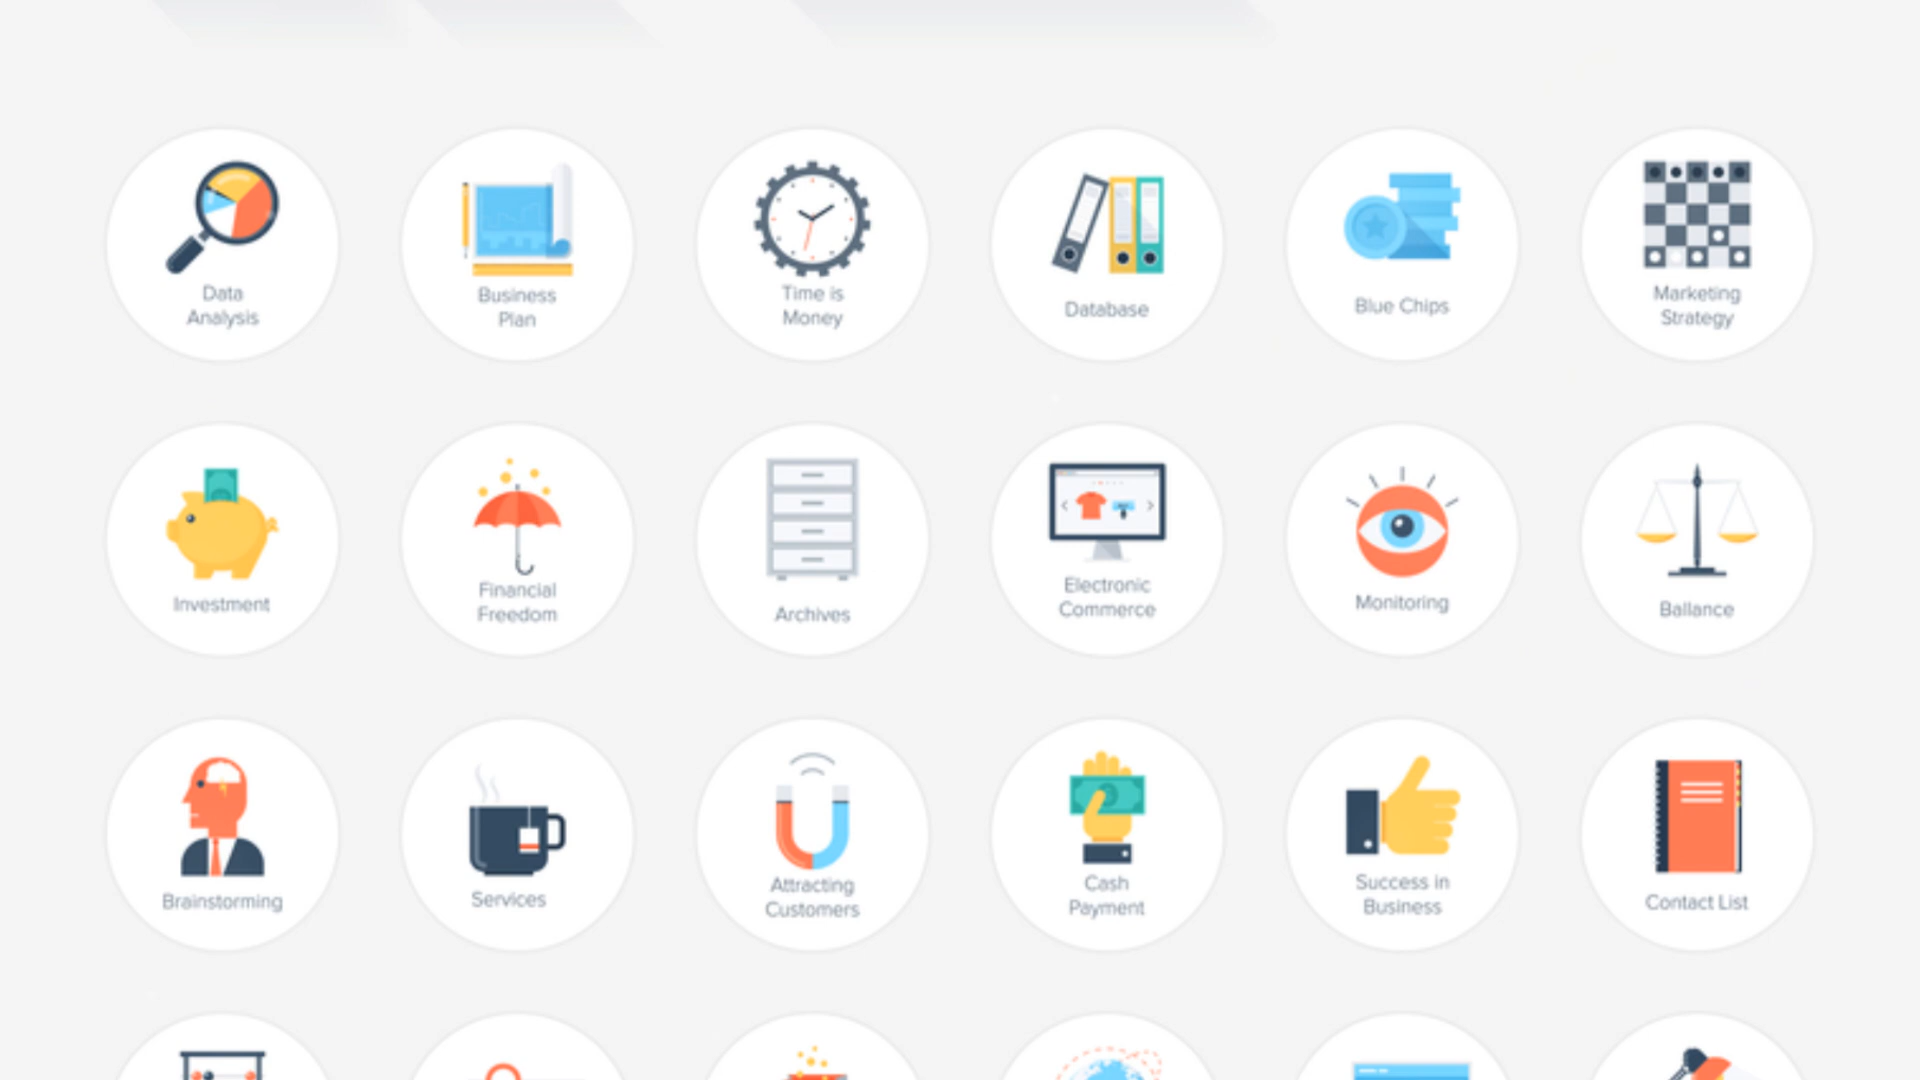 Data
Analysis
Business
Plan
Time is
Money
Database
Blue Chips
Marketing
Strategy
Investment
Financial
Freedom
Archives
Electronic
Commerce
Monitoring
Ballance
Brainstorming
Services
Attracting
Customers
Cash
Payment
Success in
Business
Contact List